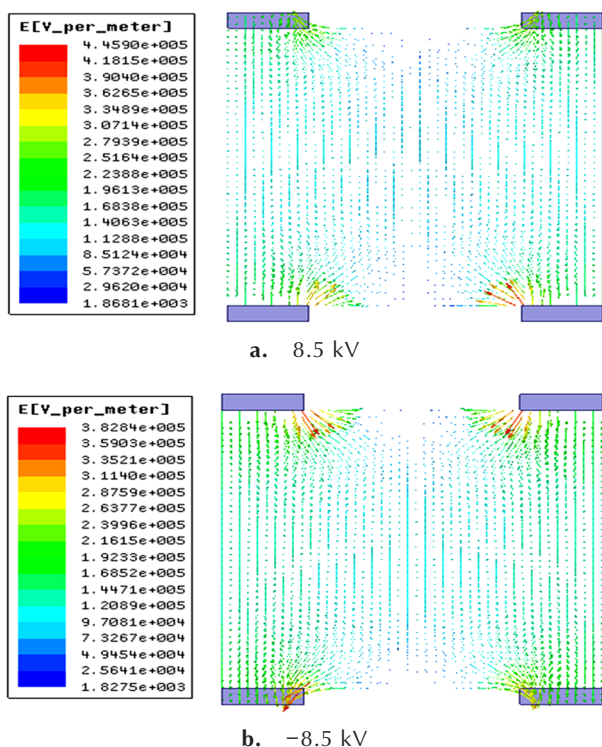 E[V_per_meter]
4.4590e+005
4.1815e+005
3.9040e+005
3.6265e+005
3.3489e+005
3.0714e+005
2.7939e+005
2.5164e+005
2.2388e+005
1.9613e+005
1.6838e+005
1.4063e+005
1.1288e+005
8.5124e+004
5.7372e+004
2.9620e+004
1.8681e+003
a. 8.5 kV
E[V_per_meter]
3.8284e+005
3.5903e+005
3.3521e+005
3.1140e+005
2.8759e+005
2.6377e+005
2.3996e+005
2.1615e+005
1.9233e+005
1.6852e+005
1.4471e+005
1.2089e+005
9.7081e+004
7.3267e+004
4.9454e+004
2.5641e+004
1.8275e+003
b. −8.5 kV